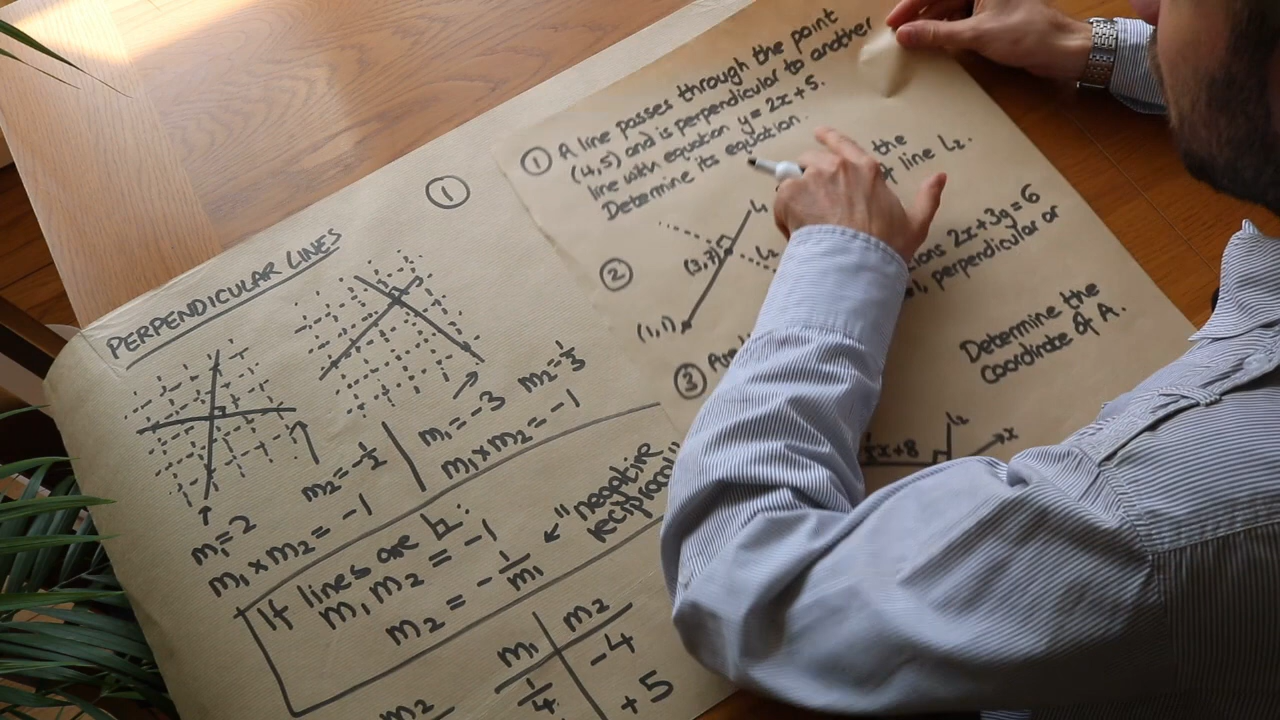 PERPENDICULAR LINES
①
m₁=2
m₂=-½
m₁×m₂=-1
m₁=-3
m₂=⅓
m₁×m₂=-1
If lines are ⊥:
m₁m₂=-1
m₂=-1/m₁
← "negative
reciprocal"
m₁ m₂
1/4 -4
+5
m₂
① A line passes through the point
(4,5) and is perpendicular to another
line with equation y=2x+5.
Determine its equation.
②
the
of line L₂.
L₁
(3,7)
L₂
(1,1)
③ Are
2x+3y=6
perpendicular or
Determine the
coordinate of A.
x+8
L₂
x